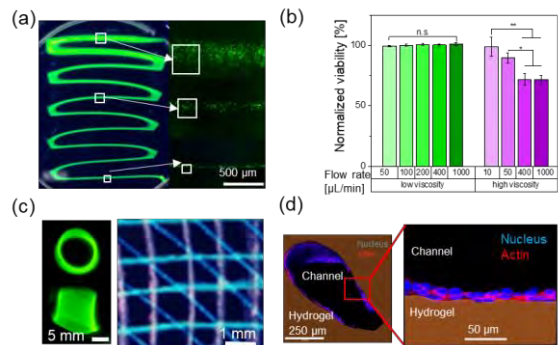 (a)
500 µm
(b)
Normalized viability [%]
100
50
0
n.s.
**
*
50 100 200 400 1000 10 50 400 1000
Flow rate
[µL/min]
low viscosity
high viscosity
(c)
5 mm
1 mm
(d)
Nucleus
Channel
Hydrogel
250 µm
Channel
Nucleus
Actin
Hydrogel
50 µm